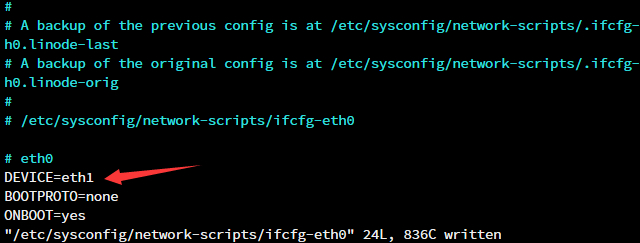 #
# A backup of the previous config is at /etc/sysconfig/network-scripts/.ifcfg-
h0.linode-last
# A backup of the original config is at /etc/sysconfig/network-scripts/.ifcfg-
h0.linode-orig
#
# /etc/sysconfig/network-scripts/ifcfg-eth0
# eth0
DEVICE=eth1
BOOTPROTO=none
ONBOOT=yes
"/etc/sysconfig/network-scripts/ifcfg-eth0" 24L, 836C written